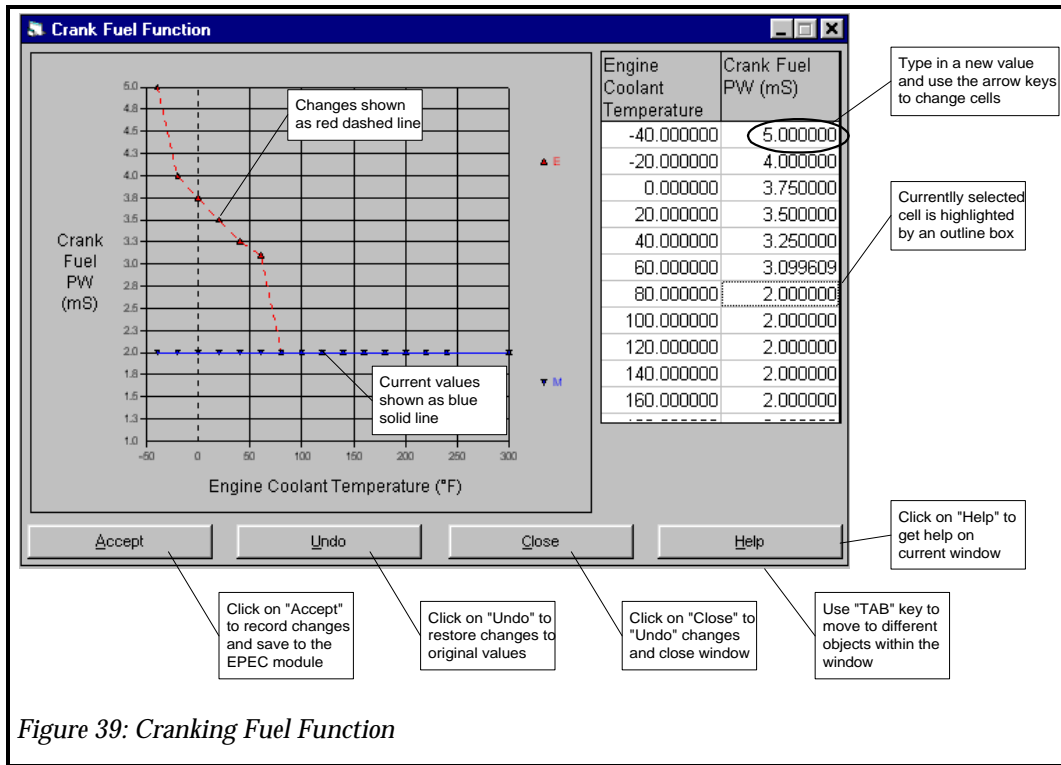 Crank Fuel Function
5.0
4.8
4.5
4.3
4.0
3.8
3.5
3.3
3.0
2.8
2.5
2.3
2.0
1.8
1.5
1.3
1.0
Crank
Fuel
PW
(mS)
-50
0
50
100
150
200
250
300
Engine Coolant Temperature (°F)
Changes shown
as red dashed line
Current values
shown as blue
solid line
E
M
Engine Coolant Temperature Crank Fuel PW (mS)
-40.000000 5.000000
-20.000000 4.000000
0.000000 3.750000
20.000000 3.500000
40.000000 3.250000
60.000000 3.099609
80.000000 2.000000
100.000000 2.000000
120.000000 2.000000
140.000000 2.000000
160.000000 2.000000
Type in a new value
and use the arrow keys
to change cells
Currentlly selected
cell is highlighted
by an outline box
Accept
Undo
Close
Help
Click on "Help" to
get help on
current window
Click on "Accept"
to record changes
and save to the
EPEC module
Click on "Undo" to
restore changes to
original values
Click on "Close" to
"Undo" changes
and close window
Use "TAB" key to
move to different
objects within the
window
Figure 39: Cranking Fuel Function